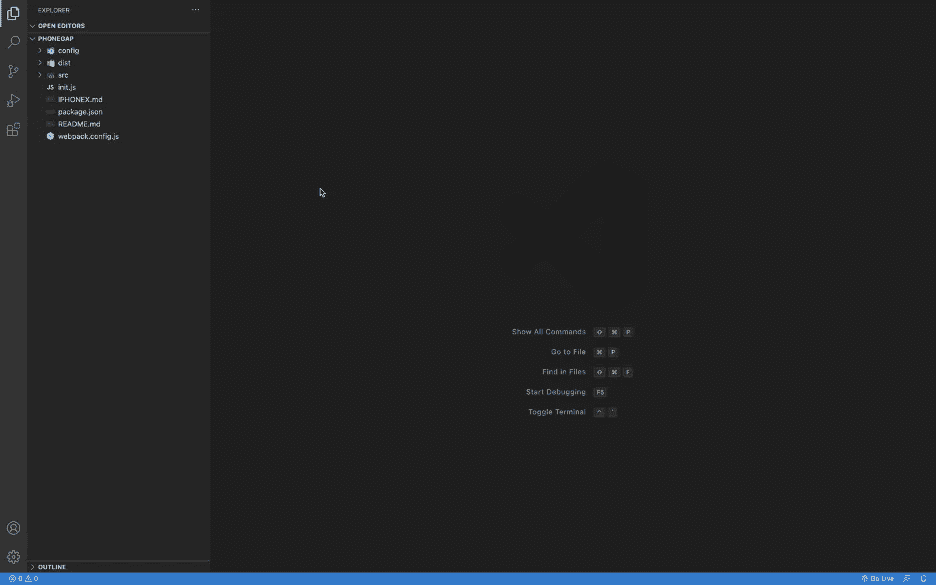 EXPLORER
OPEN EDITORS
PHONEGAP
config
dist
src
JS init.js
IPHONEX.md
package.json
README.md
webpack.config.js
Show All Commands ⇧ ⌘ P
Go to File ⌘ P
Find in Files ⇧ ⌘ F
Start Debugging F5
Toggle Terminal ^ `
OUTLINE
0 0
Go Live